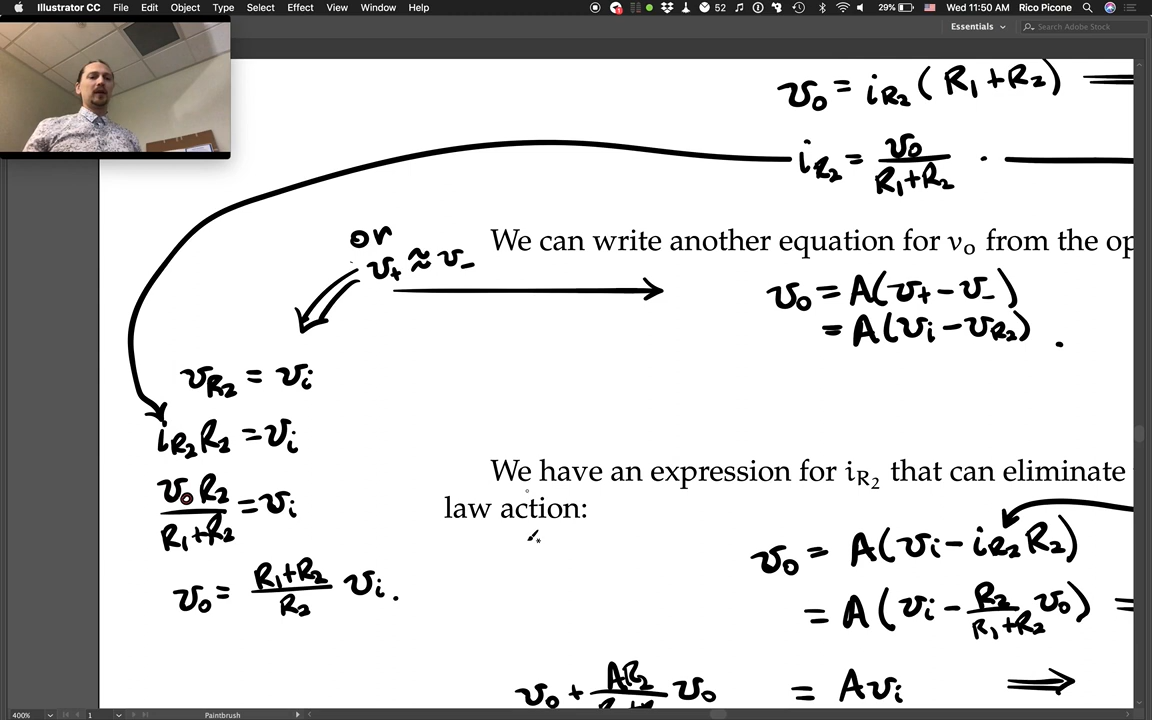 Illustrator CC File Edit Object Type Select Effect View Window Help 52 29% Wed 11:50 AM Rico Picone
Essentials Search Adobe Stock
v₀ = i_R₂ (R₁+R₂)
i_R₂ = v₀/(R₁+R₂) .
or
v₊ ≈ v₋
We can write another equation for vₒ from the op
v₀ = A(v₊ − v₋)
= A(vᵢ − v_R₂) .
v_R₂ = vᵢ
i_R₂ R₂ = vᵢ
v₀R₂/(R₁+R₂) = vᵢ
v₀ = (R₁+R₂)/R₂ vᵢ.
We have an expression for i_R₂ that can eliminate
law action:
v₀ = A(vᵢ − i_R₂ R₂)
= A(vᵢ − R₂/(R₁+R₂) v₀) =
v₀ + AR₂/ v₀ = Avᵢ ⟹
400% 1 Paintbrush